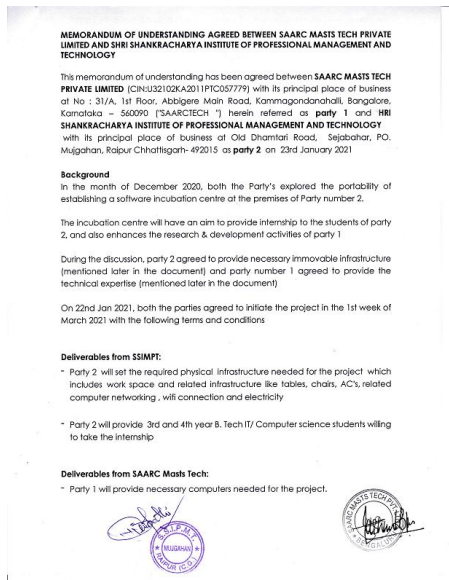 MEMORANDUM OF UNDERSTANDING AGREED BETWEEN SAARC MASTS TECH PRIVATE
LIMITED AND SHRI SHANKRACHARYA INSTITUTE OF PROFESSIONAL MANAGEMENT AND
TECHNOLOGY
This memorandum of understanding has been agreed between SAARC MASTS TECH
PRIVATE LIMITED (CIN:U32102KA2011PTC057779) with its principal place of business
at No : 31/A, 1st Floor, Abbigere Main Road, Kammagondanahalli, Bangalore,
Karnataka – 560090 ("SAARCTECH ") herein referred as party 1 and HRI
SHANKRACHARYA INSTITUTE OF PROFESSIONAL MANAGEMENT AND TECHNOLOGY
with its principal place of business at Old Dhamtari Road, Sejabahar, PO.
Mujgahan, Raipur Chhattisgarh- 492015 as party 2 on 23rd January 2021
Background
In the month of December 2020, both the Party's explored the portability of
establishing a software incubation centre at the premises of Party number 2.
The incubation centre will have an aim to provide internship to the students of party
2, and also enhances the research & development activities of party 1
During the discussion, party 2 agreed to provide necessary immovable infrastructure
(mentioned later in the document) and party number 1 agreed to provide the
technical expertise (mentioned later in the document)
On 22nd Jan 2021, both the parties agreed to initiate the project in the 1st week of
March 2021 with the following terms and conditions
Deliverables from SSIMPT:
- Party 2 will set the required physical infrastructure needed for the project which
includes work space and related infrastructure like tables, chairs, AC's, related
computer networking , wifi connection and electricity
- Party 2 will provide 3rd and 4th year B. Tech IT/ Computer science students willing
to take the internship
Deliverables from SAARC Masts Tech:
- Party 1 will provide necessary computers needed for the project.
S.S.I.P.M.T
MUJGAHAN
RAIPUR (C.G.)
SAARC MASTS TECH PVT
BENGALU